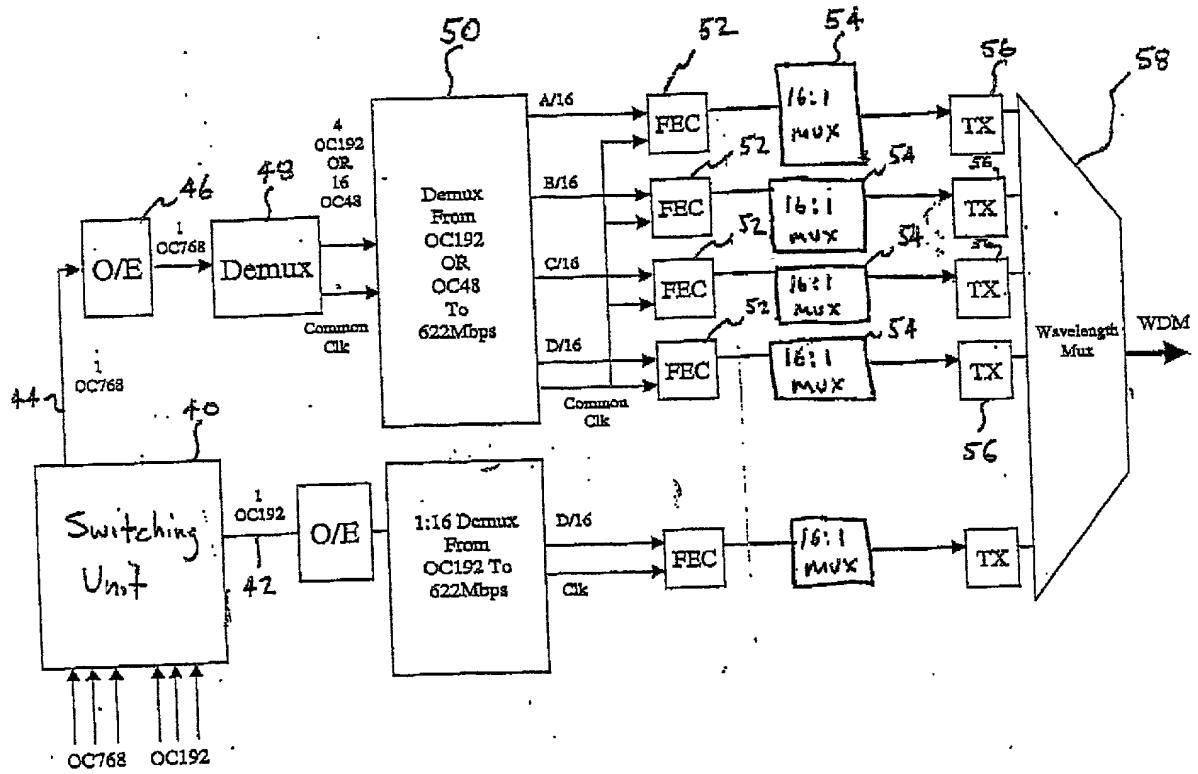 50
52
54
56
58
4
OC192
OR
16
OC48
A/16
FEC
16:1
MUX
TX
46
48
52
54
56
1
OC768
O/E
Demux
Demux
From
OC192
OR
OC48
To
622Mbps
B/16
FEC
16:1
MUX
TX
52
54
56
C/16
FEC
16:1
MUX
TX
Common
Clk
52
54
D/16
FEC
16:1
MUX
TX
Wavelength
Mux
WDM
1
OC768
44
Common
Clk
56
40
Switching
Unit
1
OC192
42
O/E
1:16 Demux
From
OC192 To
622Mbps
D/16
Clk
FEC
16:1
MUX
TX
OC768
OC192